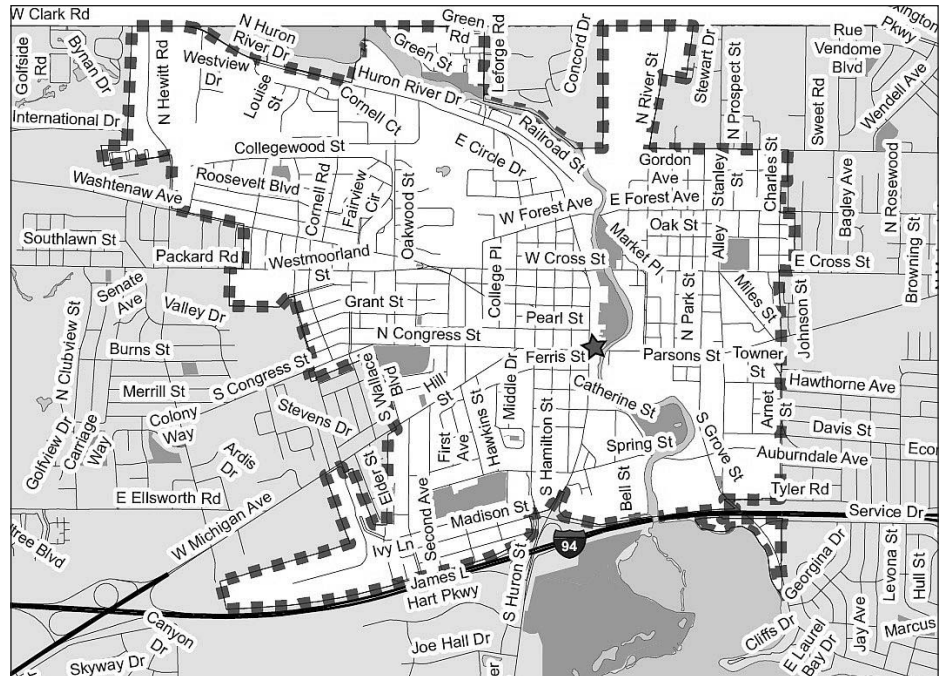 W Clark Rd
N Huron
River Dr
Green
Rd
Green St
Leforge Rd
Concord Dr
N River St
Stewart Dr
N Prospect St
Rue
Vendome
Blvd
Pkwy
Golfside
Rd
Bynan Dr
N Hewitt Rd
Westview
Dr
Louise
St
Huron River Dr
Cornell Ct
Sweet Rd
Wendell Ave
International Dr
Railroad St
Collegewood St
E Circle Dr
Gordon
Ave
Stanley
St
Charles St
Washtenaw Ave
Roosevelt Blvd
Cornell Rd
Fairview
Cir
Oakwood St
W Forest Ave
E Forest Ave
Bagley Ave
N Rosewood
Southlawn St
Oak St
Alley
Market Pl
Packard Rd
Westmoorland
St
College Pl
W Cross St
E Cross St
Browning St
Senate
Ave
Valley Dr
Grant St
Pearl St
N Park St
Miles St
Johnson St
N Clubview St
N Congress St
Burns St
Ferris St
Parsons St
Towner
St
S Congress St
S Wallace
Blvd
Hill
St
Middle Dr
Catherine St
Hawthorne Ave
Merrill St
Arnet
St
Golfview Dr
Carriage
Way
Colony
Way
Stevens Dr
First
Ave
Hawkins St
S Hamilton St
Spring St
S Grove St
Davis St
Auburndale Ave
Ardis
Dr
Elder St
Bell St
E Ellsworth Rd
Second Ave
Tyler Rd
W Michigan Ave
Madison St
Service Dr
Ivy Ln
94
James L
Hart Pkwy
S Huron St
Georgina Dr
Levona St
Hull St
Canyon
Dr
Joe Hall Dr
Cliffs Dr
E Laurel
Bay Dr
Jay Ave
Marcus
Skyway Dr